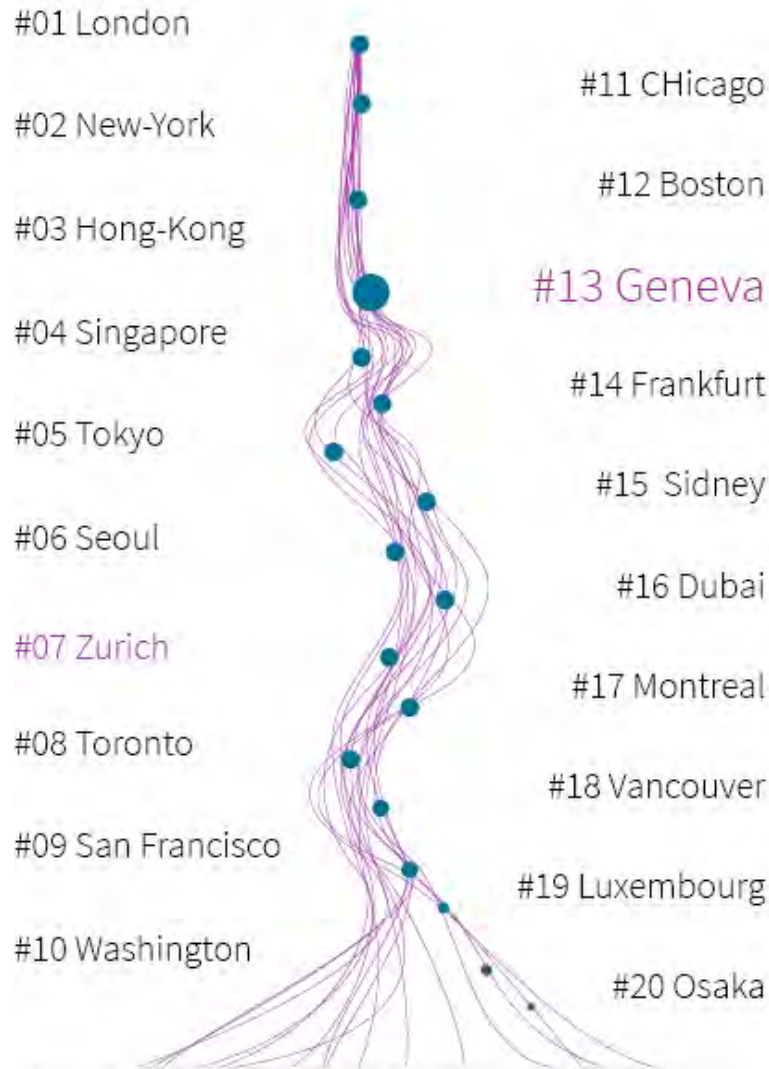 #01 London
#02 New-York
#03 Hong-Kong
#04 Singapore
#05 Tokyo
#06 Seoul
#07 Zurich
#08 Toronto
#09 San Francisco
#10 Washington
#11 CHicago
#12 Boston
#13 Geneva
#14 Frankfurt
#15 Sidney
#16 Dubai
#17 Montreal
#18 Vancouver
#19 Luxembourg
#20 Osaka